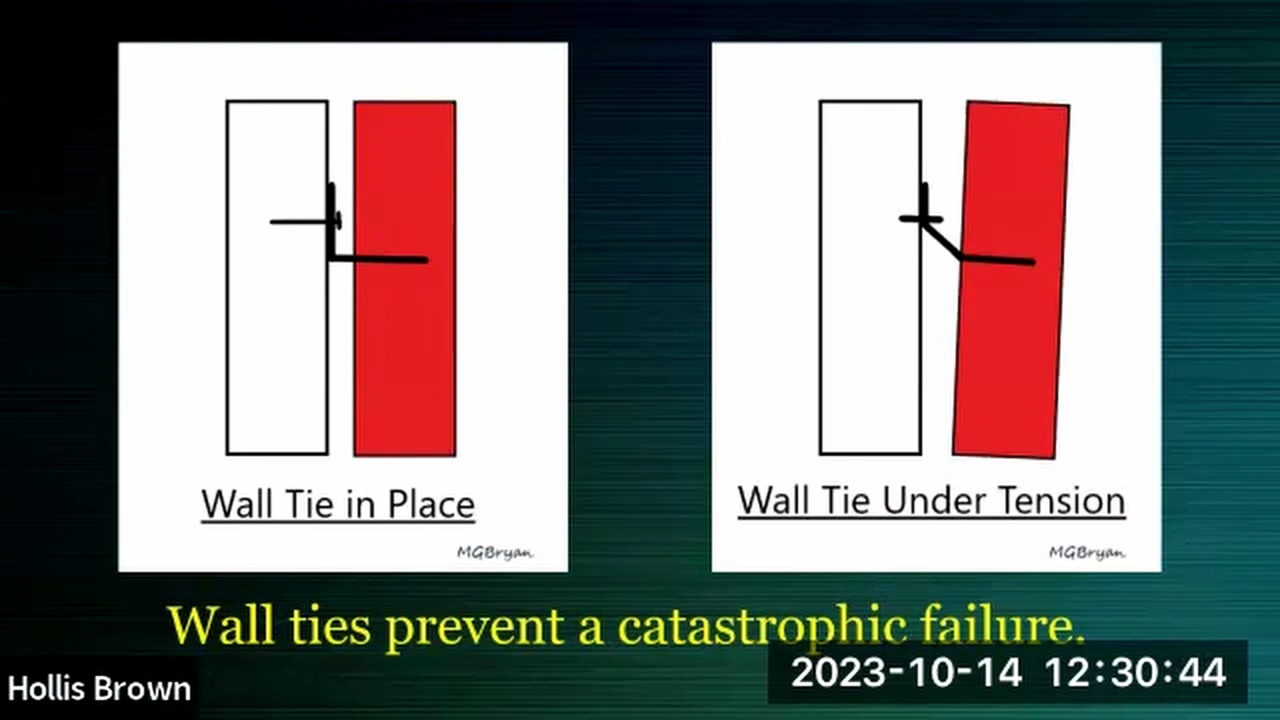 Wall Tie in Place
MGBryan
Wall Tie Under Tension
MGBryan
Wall ties prevent a catastrophic failure.
Hollis Brown
2023-10-14 12:30:44